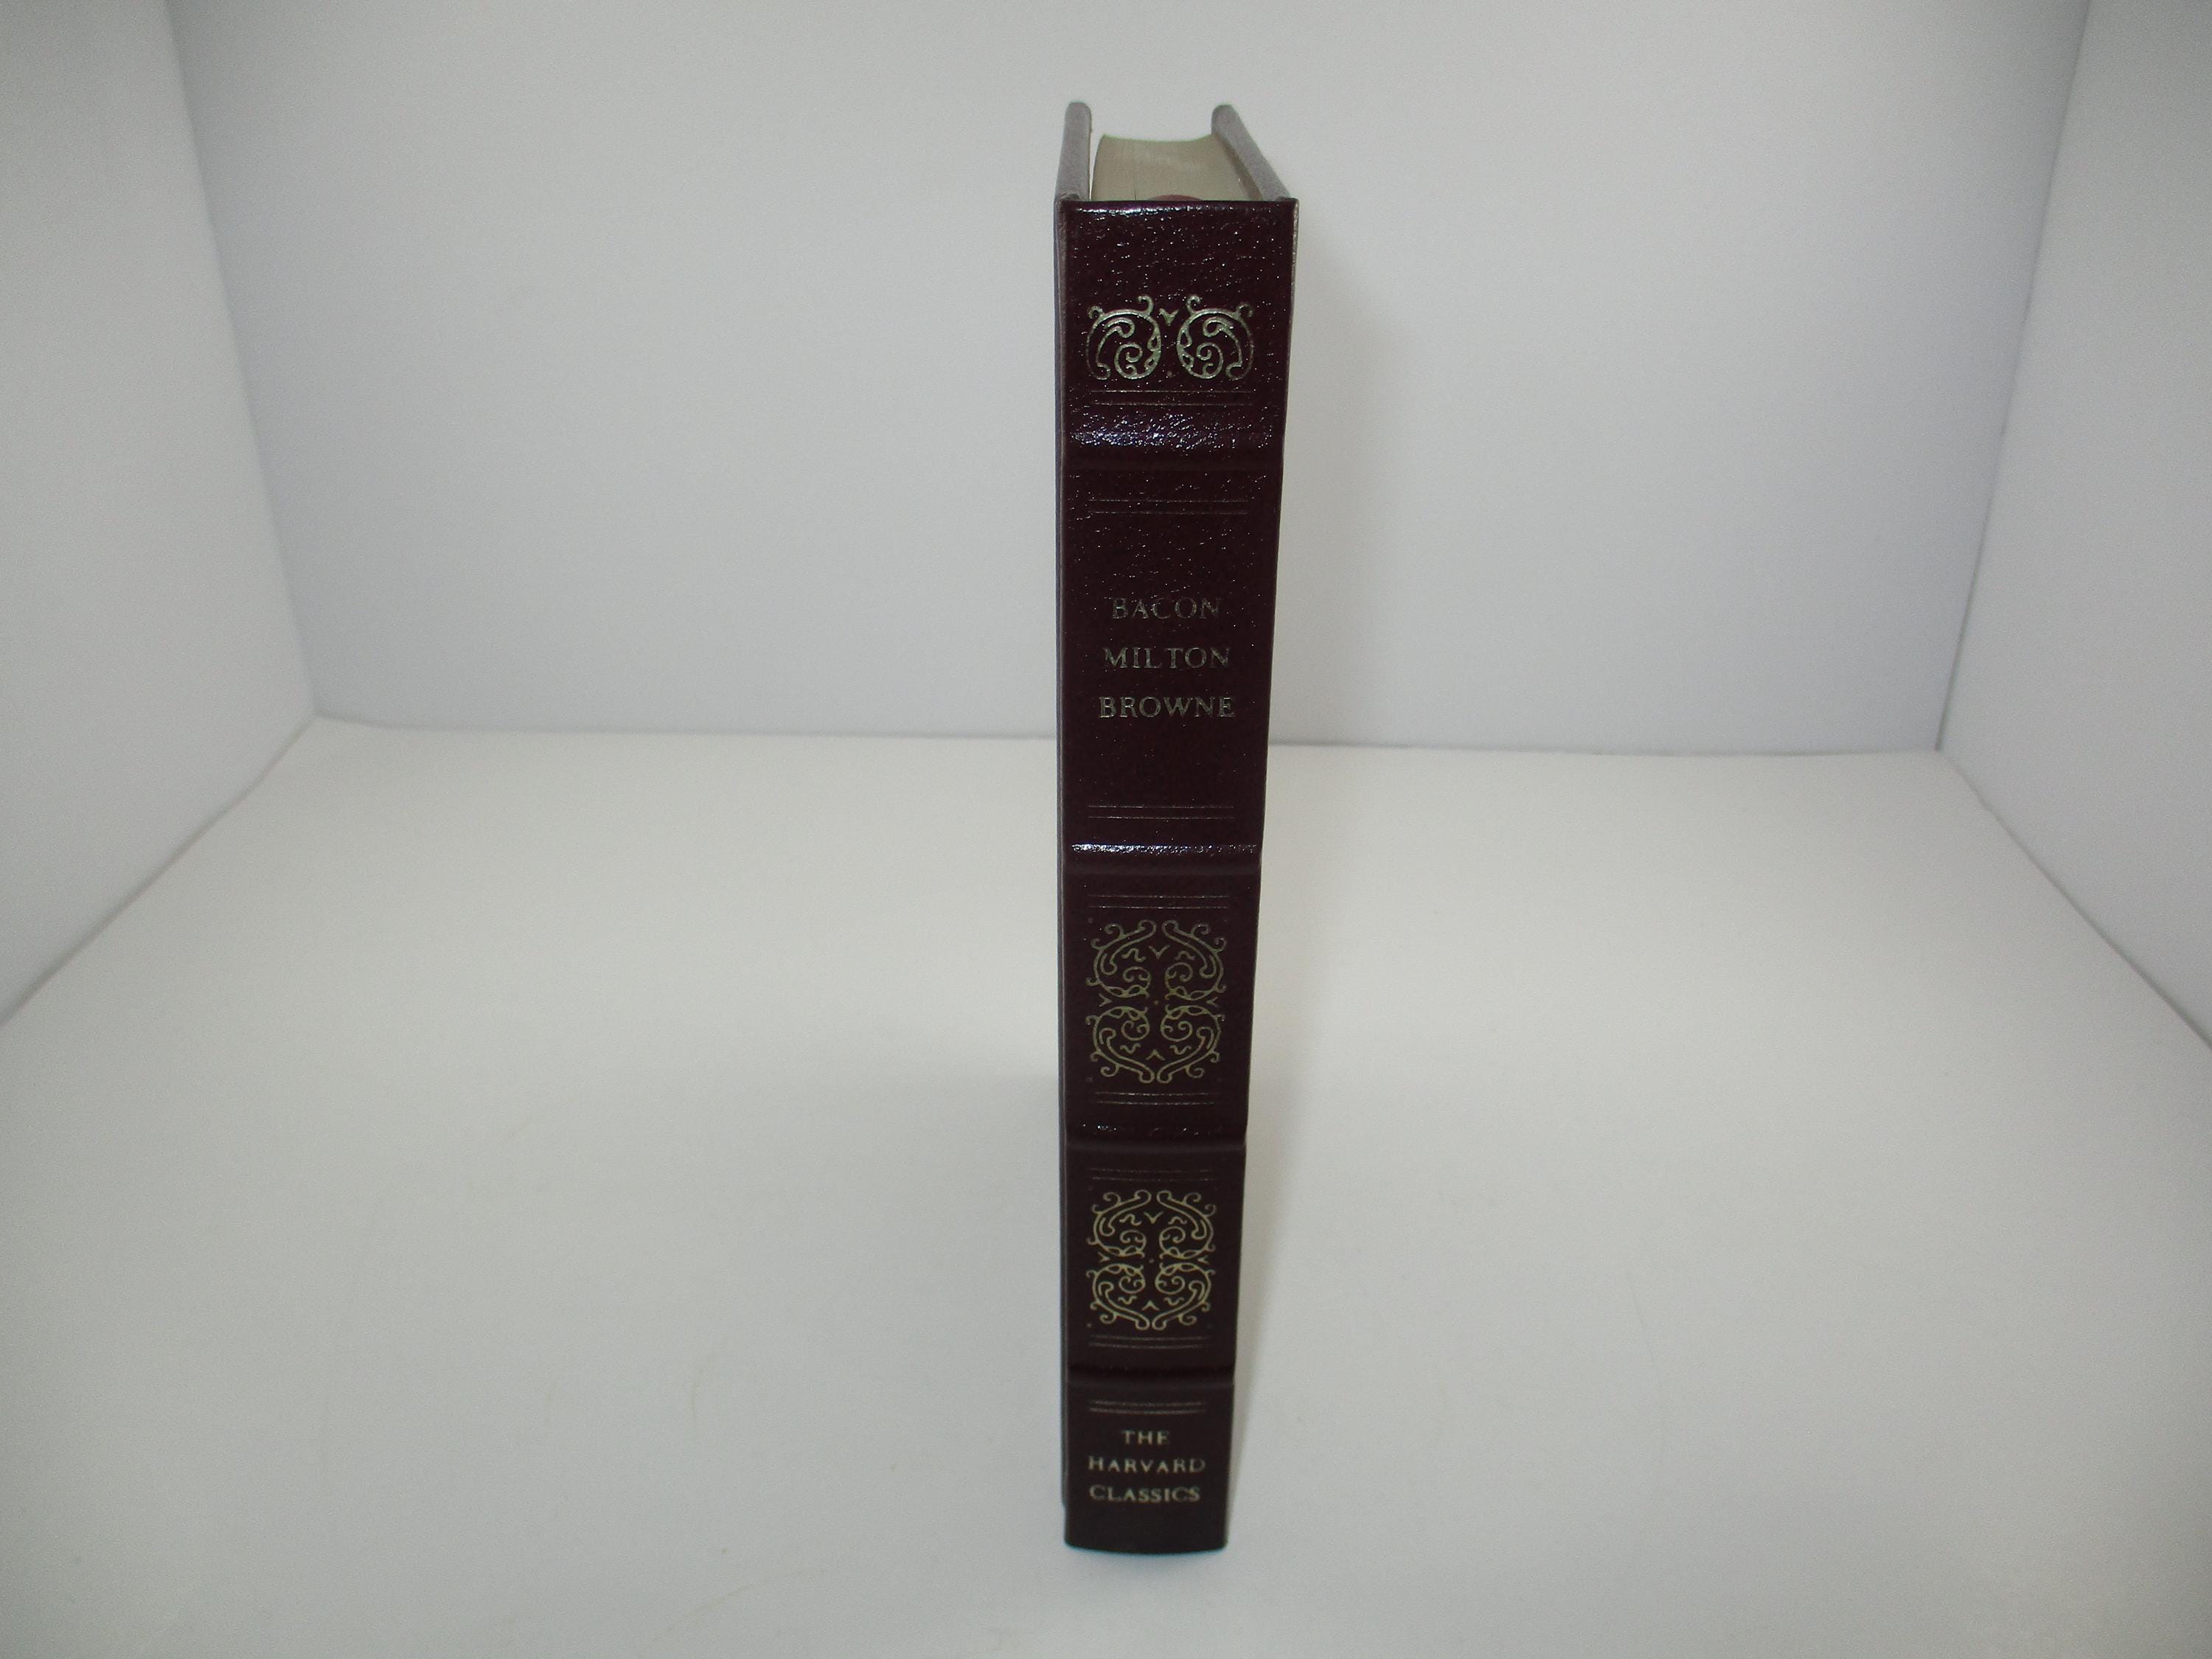 BACON
MILTON
BROWNE
THE
HARVARD
CLASSICS